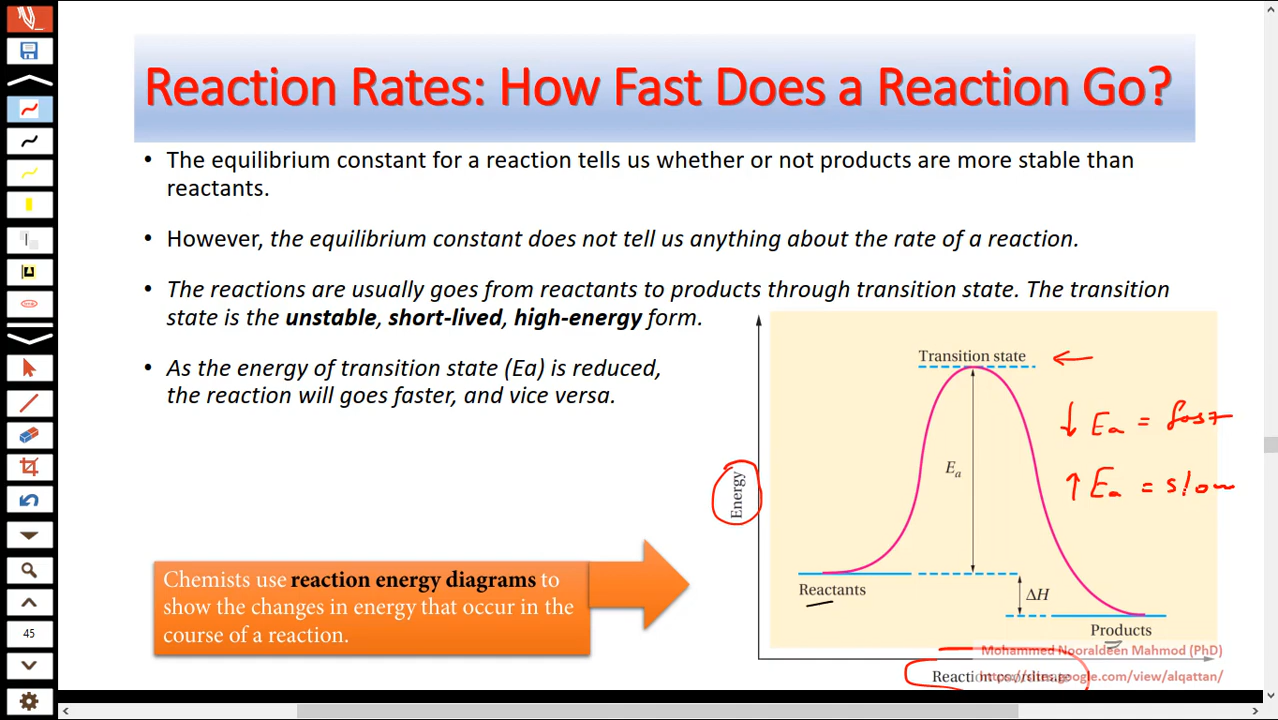 Reaction Rates: How Fast Does a Reaction Go?
• The equilibrium constant for a reaction tells us whether or not products are more stable than
reactants.
• However, the equilibrium constant does not tell us anything about the rate of a reaction.
• The reactions are usually goes from reactants to products through transition state. The transition
state is the unstable, short-lived, high-energy form.
• As the energy of transition state (Ea) is reduced,
the reaction will goes faster, and vice versa.
Transition state
↓ Ea = fast
Ea
↑ Ea = slow
Energy
Chemists use reaction energy diagrams to
show the changes in energy that occur in the
course of a reaction.
Reactants
ΔH
Products
Mohammed Nooraldeen Mahmod (PhD)
Reaction
https://sites.google.com/view/alqattan/
45